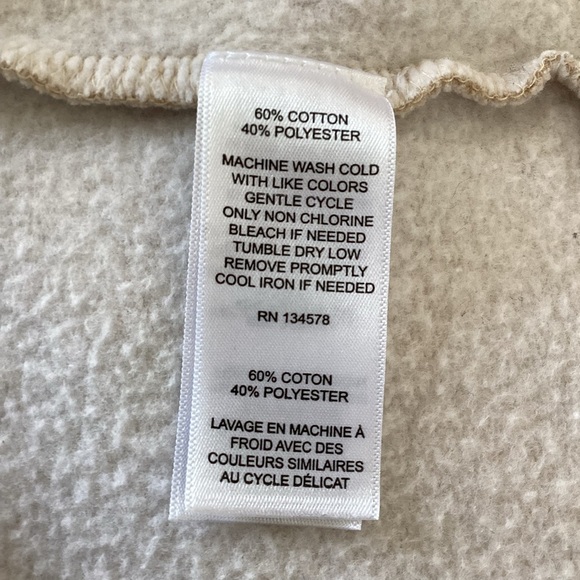 60% COTTON
40% POLYESTER
MACHINE WASH COLD
WITH LIKE COLORS
GENTLE CYCLE
ONLY NON CHLORINE
BLEACH IF NEEDED
TUMBLE DRY LOW
REMOVE PROMPTLY
COOL IRON IF NEEDED
RN 134578
60% COTON
40% POLYESTER
LAVAGE EN MACHINE À
FROID AVEC DES
COULEURS SIMILAIRES
AU CYCLE DÉLICAT